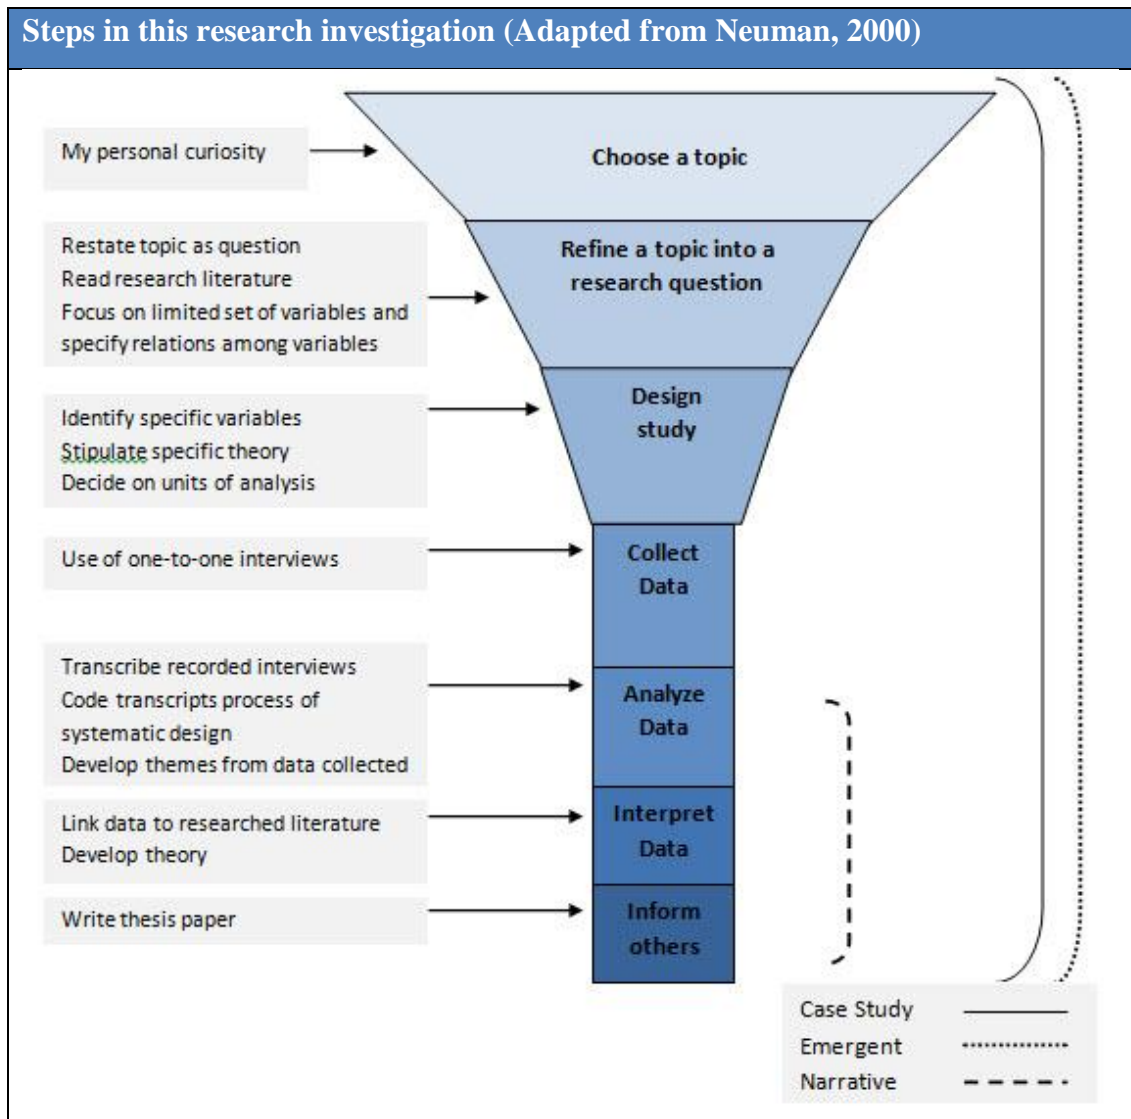 Steps in this research investigation (Adapted from Neuman, 2000)
My personal curiosity
Choose a topic
Restate topic as question
Read research literature
Focus on limited set of variables and
specify relations among variables
Refine a topic into a
research question
Identify specific variables
Stipulate specific theory
Decide on units of analysis
Design
study
Use of one-to-one interviews
Collect
Data
Transcribe recorded interviews
Code transcripts process of
systematic design
Develop themes from data collected
Analyze
Data
Link data to researched literature
Develop theory
Interpret
Data
Write thesis paper
Inform
others
Case Study
Emergent
Narrative